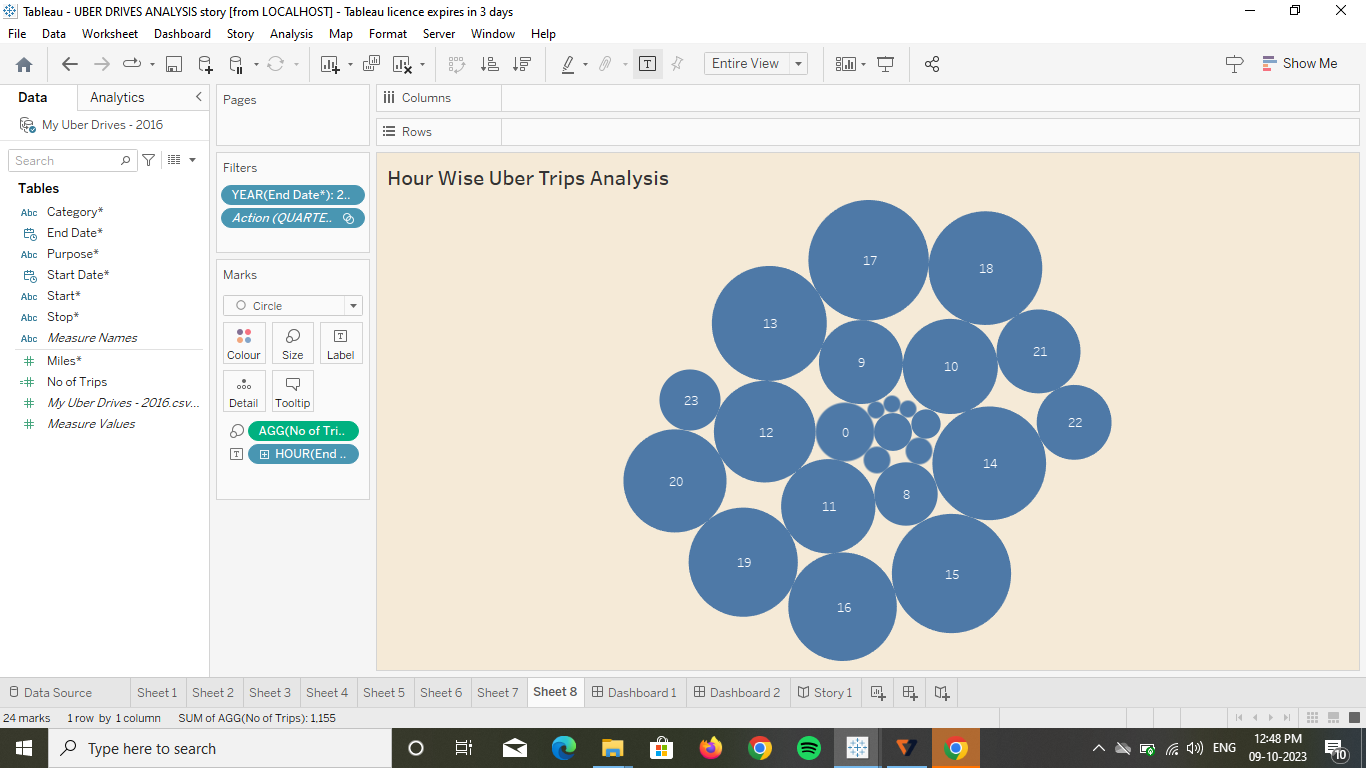 Tableau - UBER DRIVES ANALYSIS story [from LOCALHOST] - Tableau licence expires in 3 days
File Data Worksheet Dashboard Story Analysis Map Format Server Window Help
Entire View
Show Me
Data Analytics
My Uber Drives - 2016
Search
Tables
Abc Category*
End Date*
Abc Purpose*
Start Date*
Abc Start*
Abc Stop*
Abc Measure Names
Miles*
No of Trips
My Uber Drives - 2016.csv...
Measure Values
Pages
Filters
YEAR(End Date*): 2..
Action (QUARTE..
Marks
Circle
Colour Size Label
Detail Tooltip
AGG(No of Tri..
HOUR(End ..
Columns
Rows
Hour Wise Uber Trips Analysis
17
18
13
21
9
10
23
22
12
0
14
20
8
11
19
15
16
Data Source Sheet 1 Sheet 2 Sheet 3 Sheet 4 Sheet 5 Sheet 6 Sheet 7 Sheet 8 Dashboard 1 Dashboard 2 Story 1
24 marks 1 row by 1 column SUM of AGG(No of Trips): 1,155
Type here to search
ENG
12:48 PM
09-10-2023
10